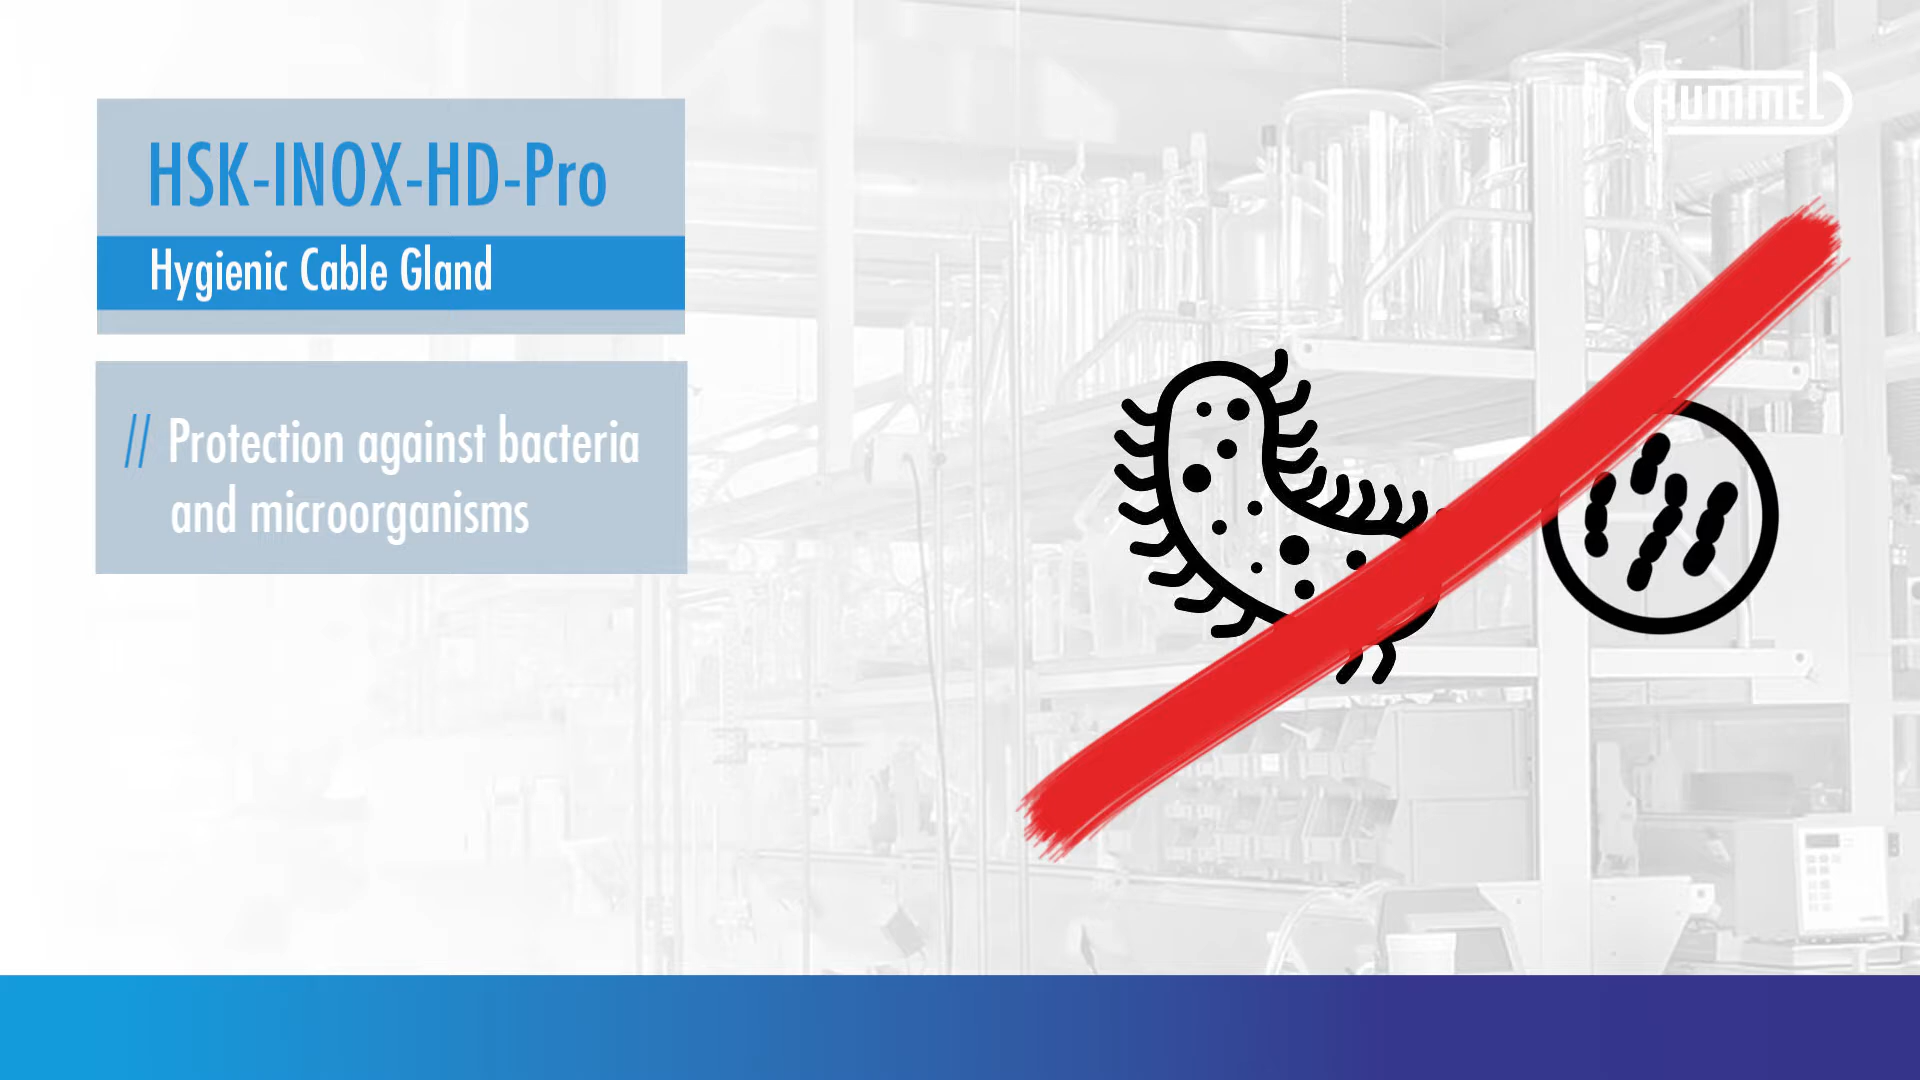 HSK-INOX-HD-Pro
Hygienic Cable Gland
// Protection against bacteria
and microorganisms
HUMMEL